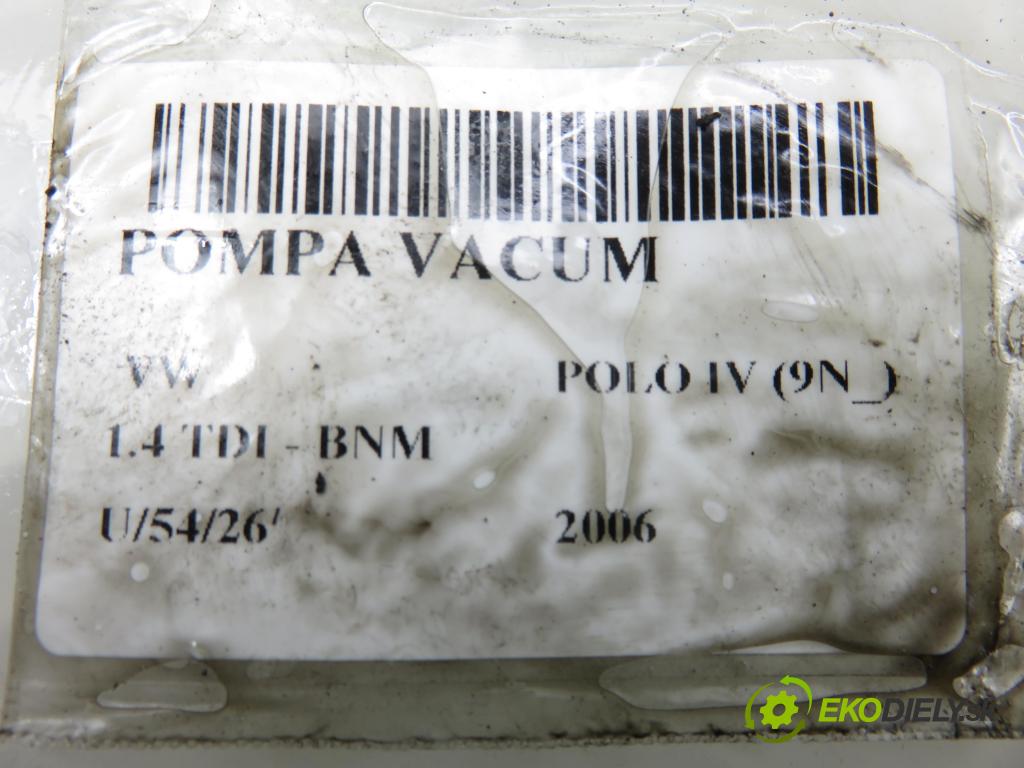 POMPA VACUM
VW POLO IV (9N_)
1.4 TDI - BNM
U/54/26/ 2006
EKODIELY.SK